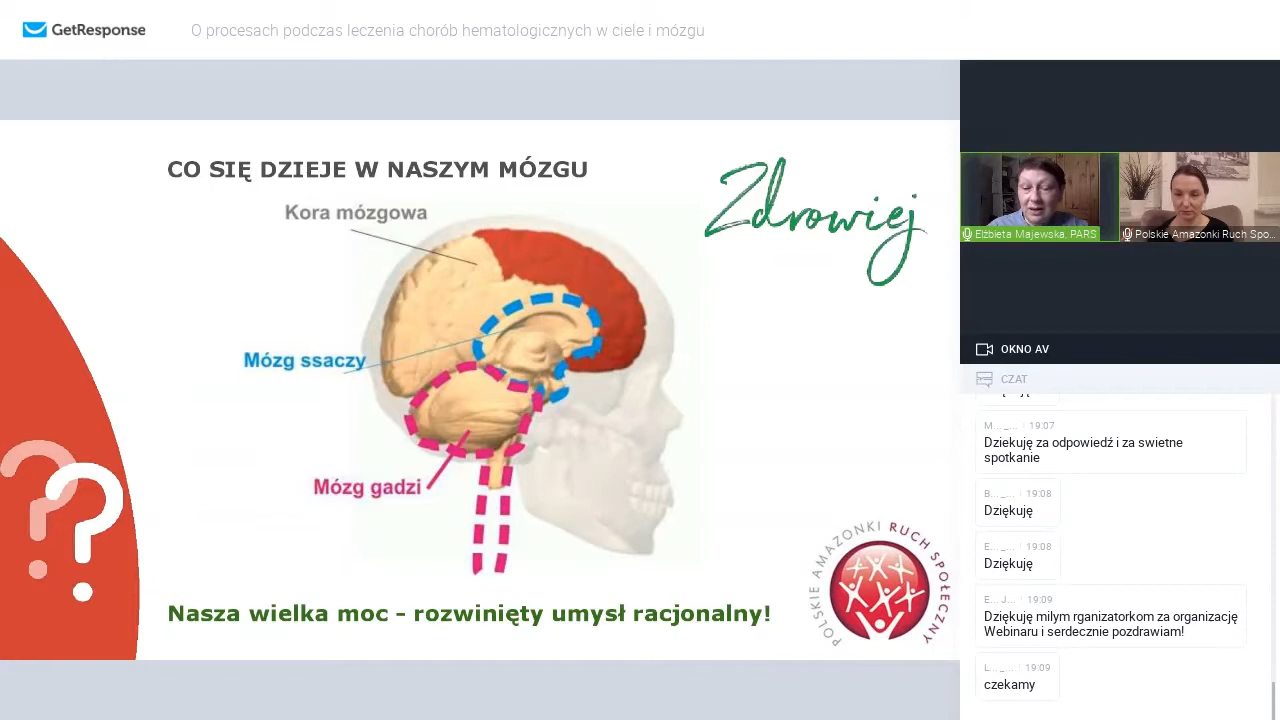 GetResponse
O procesach podczas leczenia chorób hematologicznych w ciele i mózgu
CO SIĘ DZIEJE W NASZYM MÓZGU
Zdrowiej
Kora mózgowa
Mózg ssaczy
Mózg gadzi
Nasza wielka moc – rozwinięty umysł racjonalny!
POLSKIE AMAZONKI RUCH SPOŁECZNY
??
Elżbieta Majewska. PARS
Polskie Amazonki Ruch Spo...
OKNO AV
CZAT
M... 19:07
Dziekuję za odpowiedź i za swietne
spotkanie
B... 19:08
Dziękuję
E... 19:08
Dziękuję
E... J... 19:09
Dziękuję milym rganizatorkom za organizację
Webinaru i serdecznie pozdrawiam!
19:09
czekamy